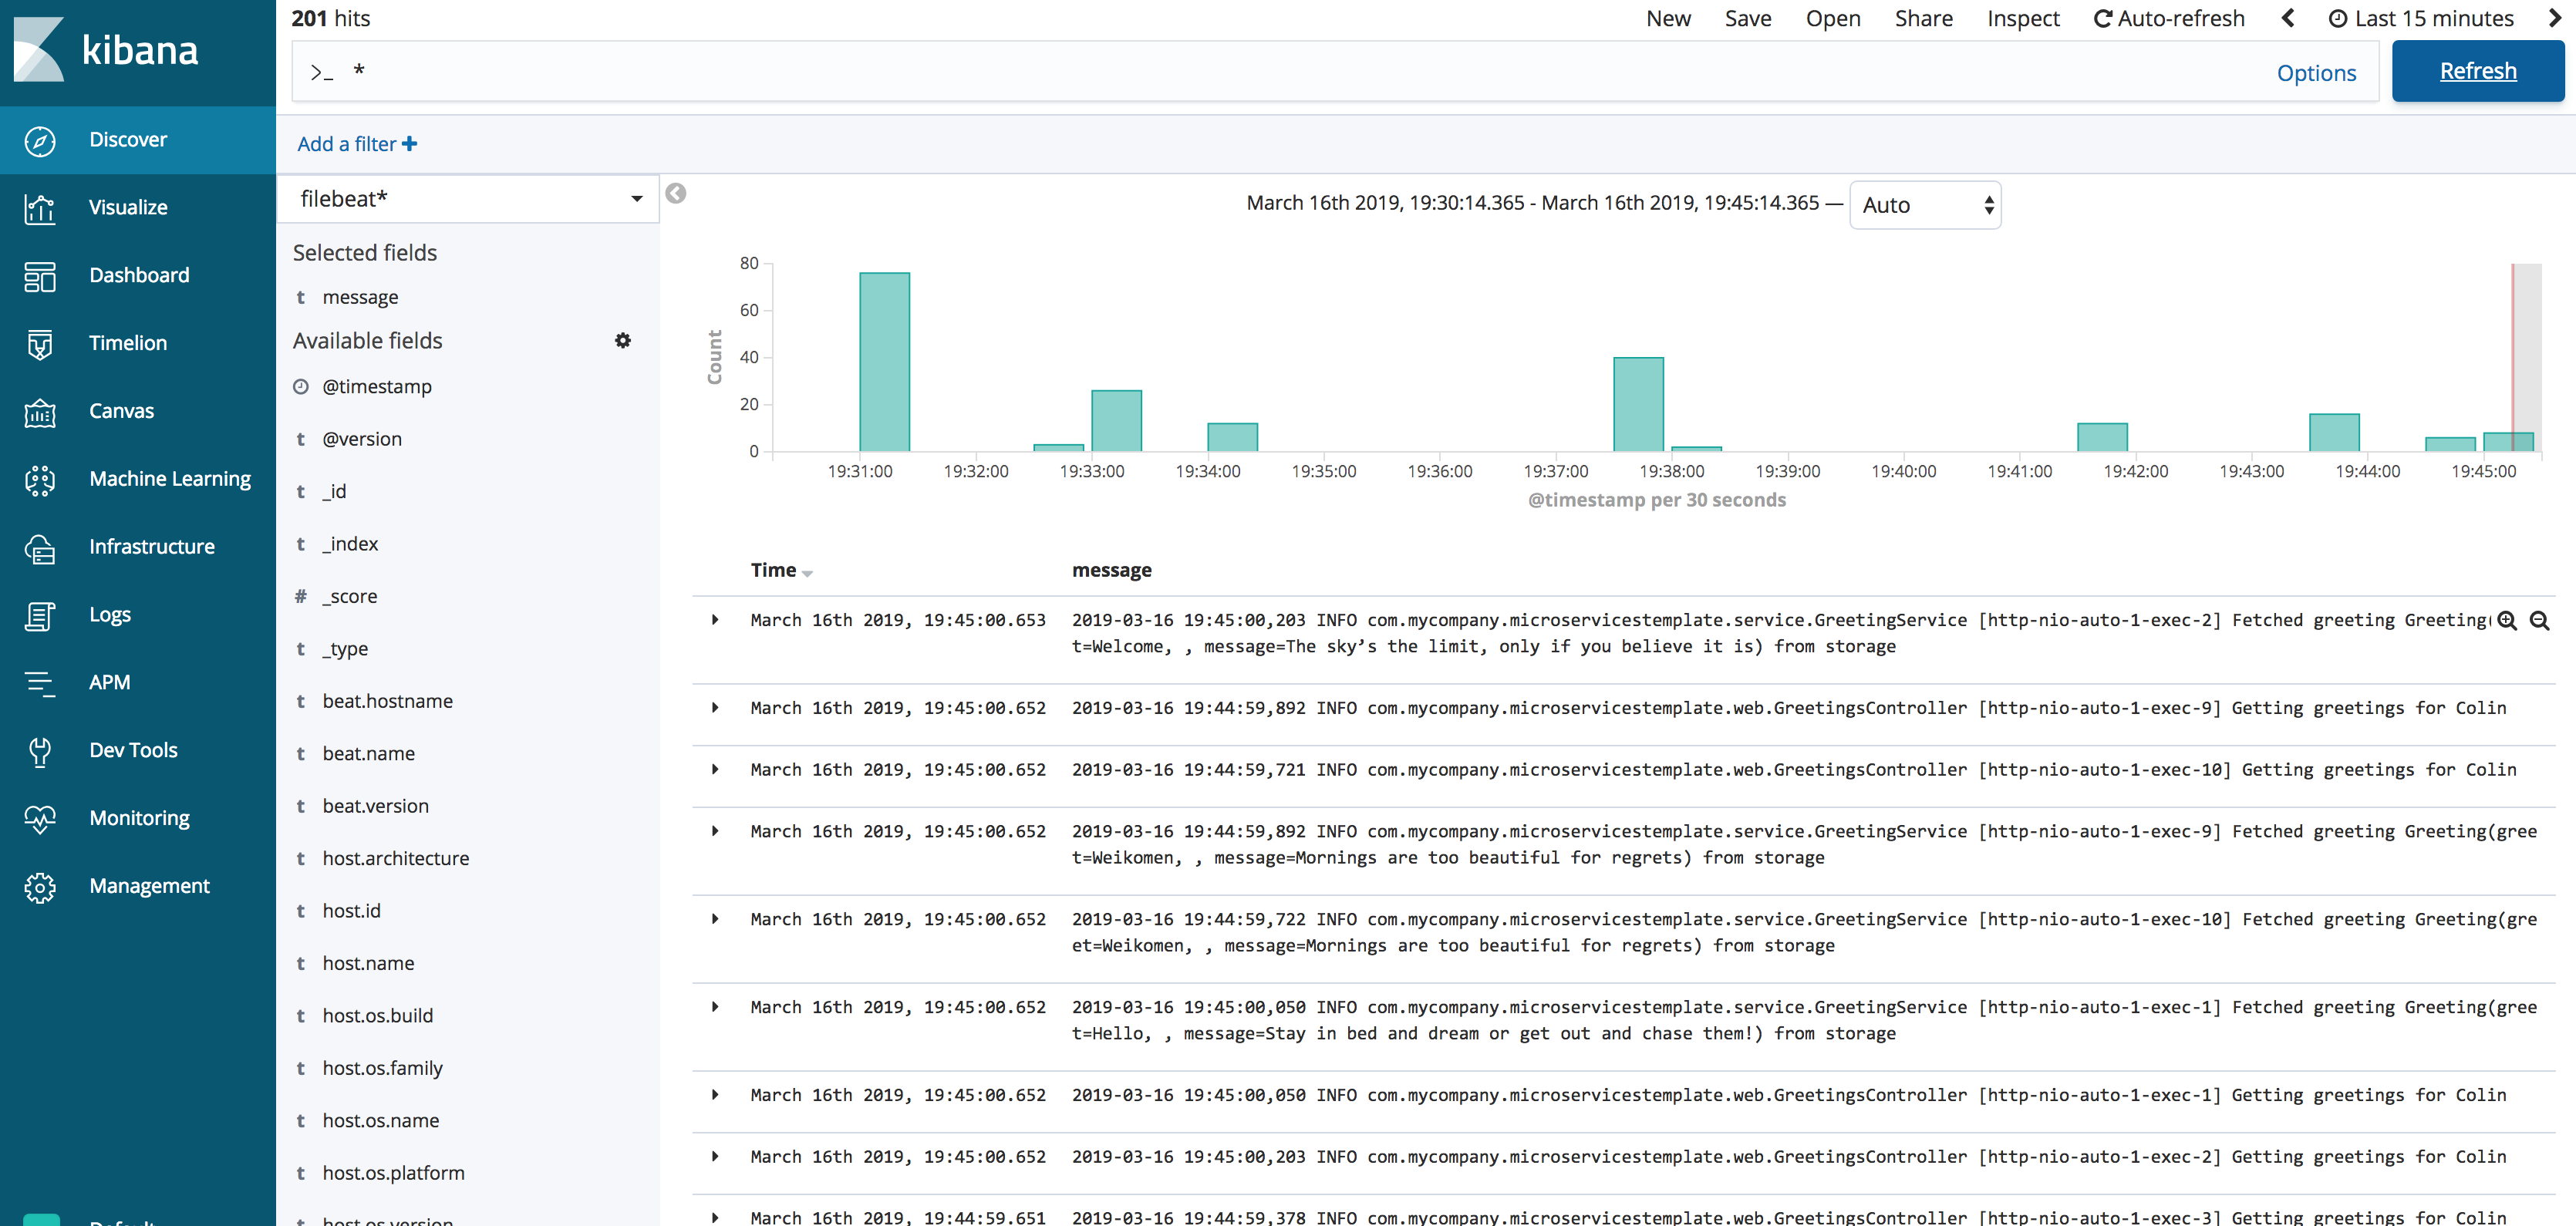 kibana
Discover
Visualize
Dashboard
Timelion
Canvas
Machine Learning
Infrastructure
Logs
APM
Dev Tools
Monitoring
Management
Default
201 hits
New Save Open Share Inspect Auto-refresh Last 15 minutes
>_ * Options Refresh
Add a filter +
filebeat*
Selected fields
t message
Available fields
@timestamp
t @version
t _id
t _index
# _score
t _type
t beat.hostname
t beat.name
t beat.version
t host.architecture
t host.id
t host.name
t host.os.build
t host.os.family
t host.os.name
t host.os.platform
t host.os.version
March 16th 2019, 19:30:14.365 - March 16th 2019, 19:45:14.365 — Auto
Count
80
60
40
20
0
19:31:00 19:32:00 19:33:00 19:34:00 19:35:00 19:36:00 19:37:00 19:38:00 19:39:00 19:40:00 19:41:00 19:42:00 19:43:00 19:44:00 19:45:00
@timestamp per 30 seconds
Time message
March 16th 2019, 19:45:00.653 2019-03-16 19:45:00,203 INFO com.mycompany.microservicestemplate.service.GreetingService [http-nio-auto-1-exec-2] Fetched greeting Greeting(
t=Welcome, , message=The sky’s the limit, only if you believe it is) from storage
March 16th 2019, 19:45:00.652 2019-03-16 19:44:59,892 INFO com.mycompany.microservicestemplate.web.GreetingsController [http-nio-auto-1-exec-9] Getting greetings for Colin
March 16th 2019, 19:45:00.652 2019-03-16 19:44:59,721 INFO com.mycompany.microservicestemplate.web.GreetingsController [http-nio-auto-1-exec-10] Getting greetings for Colin
March 16th 2019, 19:45:00.652 2019-03-16 19:44:59,892 INFO com.mycompany.microservicestemplate.service.GreetingService [http-nio-auto-1-exec-9] Fetched greeting Greeting(gree
t=Weikomen, , message=Mornings are too beautiful for regrets) from storage
March 16th 2019, 19:45:00.652 2019-03-16 19:44:59,722 INFO com.mycompany.microservicestemplate.service.GreetingService [http-nio-auto-1-exec-10] Fetched greeting Greeting(gre
et=Weikomen, , message=Mornings are too beautiful for regrets) from storage
March 16th 2019, 19:45:00.652 2019-03-16 19:45:00,050 INFO com.mycompany.microservicestemplate.service.GreetingService [http-nio-auto-1-exec-1] Fetched greeting Greeting(gree
t=Hello, , message=Stay in bed and dream or get out and chase them!) from storage
March 16th 2019, 19:45:00.652 2019-03-16 19:45:00,050 INFO com.mycompany.microservicestemplate.web.GreetingsController [http-nio-auto-1-exec-1] Getting greetings for Colin
March 16th 2019, 19:45:00.652 2019-03-16 19:45:00,203 INFO com.mycompany.microservicestemplate.web.GreetingsController [http-nio-auto-1-exec-2] Getting greetings for Colin
March 16th 2019, 19:44:59.651 2019-03-16 19:44:59,378 INFO com.mycompany.microservicestemplate.web.GreetingsController [http-nio-auto-1-exec-3] Getting greetings for Colin